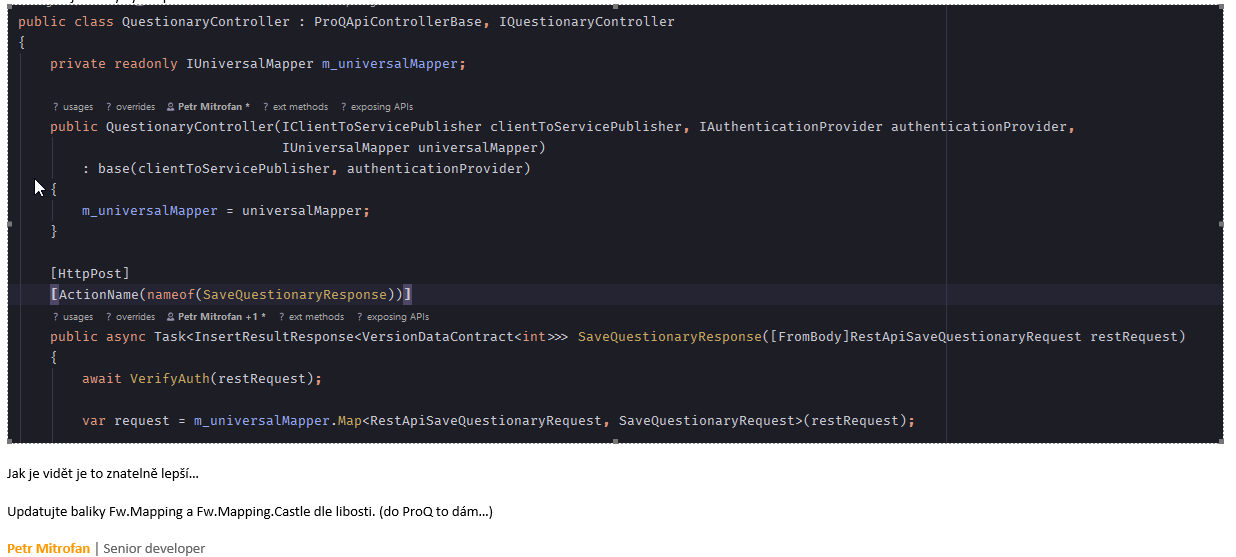 public class QuestionaryController : ProQApiControllerBase, IQuestionaryController
{
private readonly IUniversalMapper m_universalMapper;
? usages ? overrides Petr Mitrofan * ? ext methods ? exposing APIs
public QuestionaryController(IClientToServicePublisher clientToServicePublisher, IAuthenticationProvider authenticationProvider,
IUniversalMapper universalMapper)
: base(clientToServicePublisher, authenticationProvider)
{
m_universalMapper = universalMapper;
}
[HttpPost]
[ActionName(nameof(SaveQuestionaryResponse))]
? usages ? overrides Petr Mitrofan +1 * ? ext methods ? exposing APIs
public async Task<InsertResultResponse<VersionDataContract<int>>> SaveQuestionaryResponse([FromBody]RestApiSaveQuestionaryRequest restRequest)
{
await VerifyAuth(restRequest);
var request = m_universalMapper.Map<RestApiSaveQuestionaryRequest, SaveQuestionaryRequest>(restRequest);
Jak je vidět je to znatelně lepší...
Updatujte baliky Fw.Mapping a Fw.Mapping.Castle dle libosti. (do ProQ to dám...)
Petr Mitrofan | Senior developer